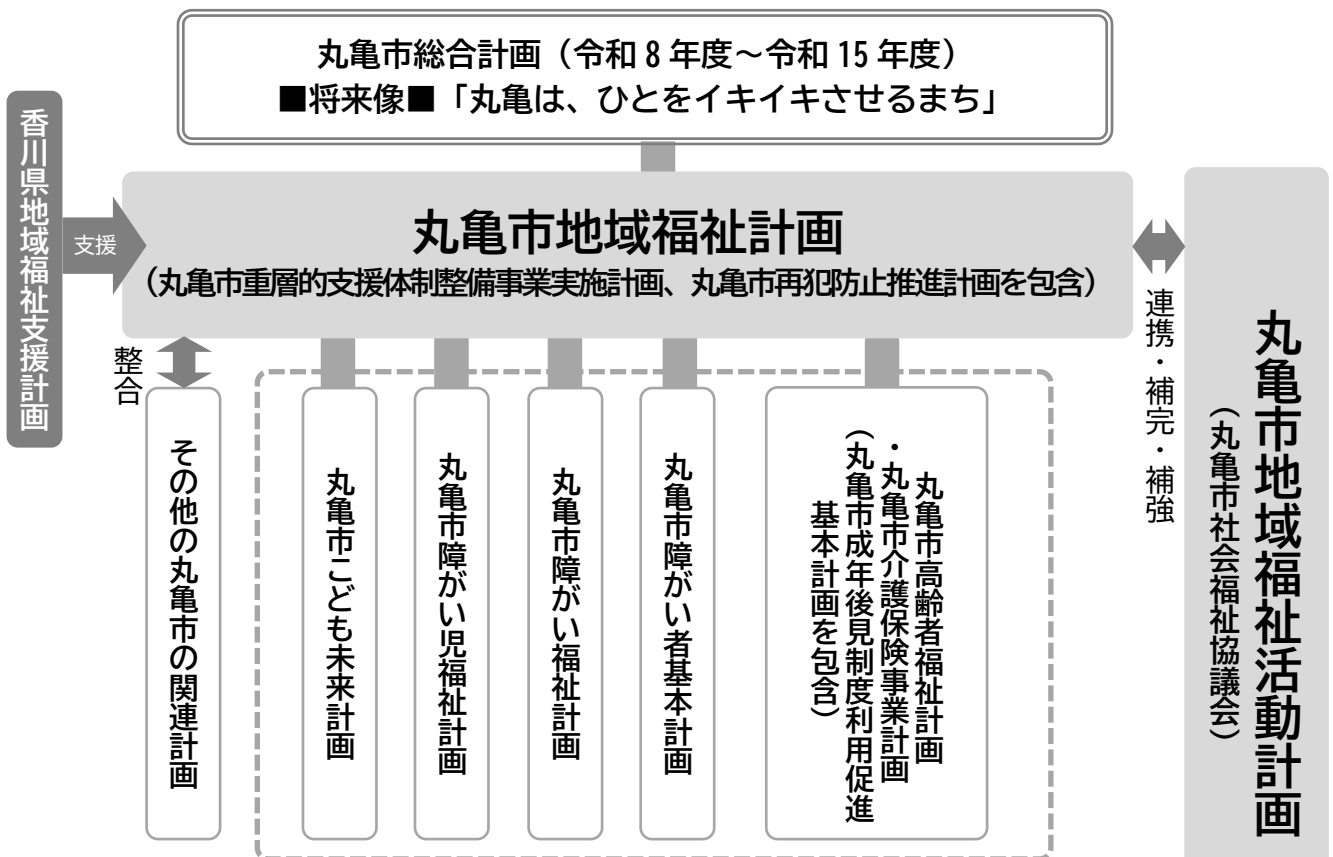 丸亀市総合計画（令和8年度～令和15年度）
■将来像■「丸亀は、ひとをイキイキさせるまち」
香川県地域福祉支援計画
支援
丸亀市地域福祉計画
（丸亀市重層的支援体制整備事業実施計画、丸亀市再犯防止推進計画を包含）
連携・補完・補強
丸亀市地域福祉活動計画
（丸亀市社会福祉協議会）
整合
その他の丸亀市の関連計画
丸亀市こども未来計画
丸亀市障がい児福祉計画
丸亀市障がい福祉計画
丸亀市障がい者基本計画
丸亀市高齢者福祉計画
・丸亀市介護保険事業計画
（丸亀市成年後見制度利用促進
基本計画を包含）